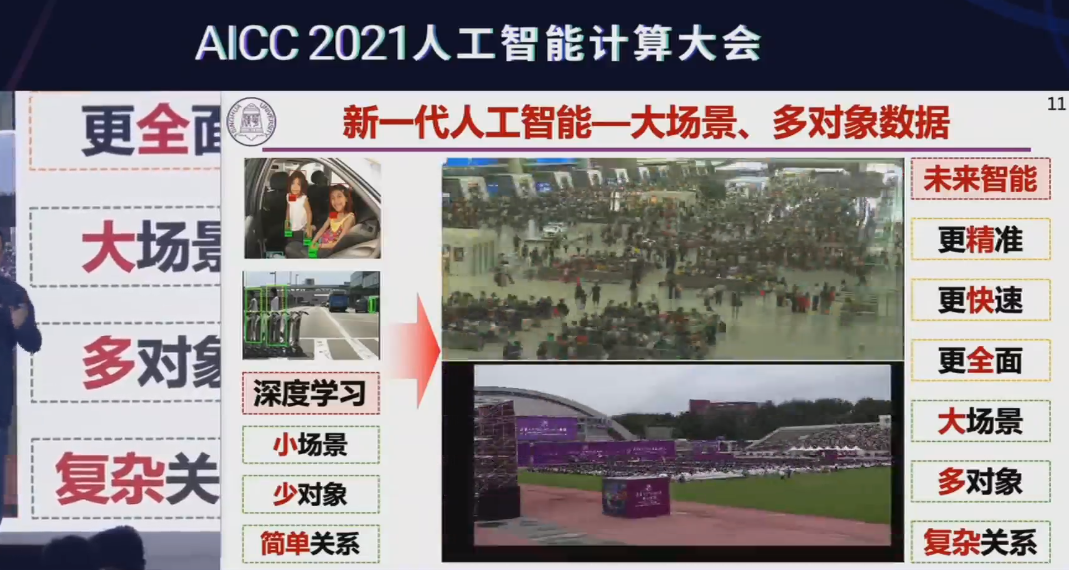 AICC 2021人工智能计算大会
更全面
大场景
多对象
复杂关
11
新一代人工智能—大场景、多对象数据
深度学习
小场景
少对象
简单关系
未来智能
更精准
更快速
更全面
大场景
多对象
复杂关系